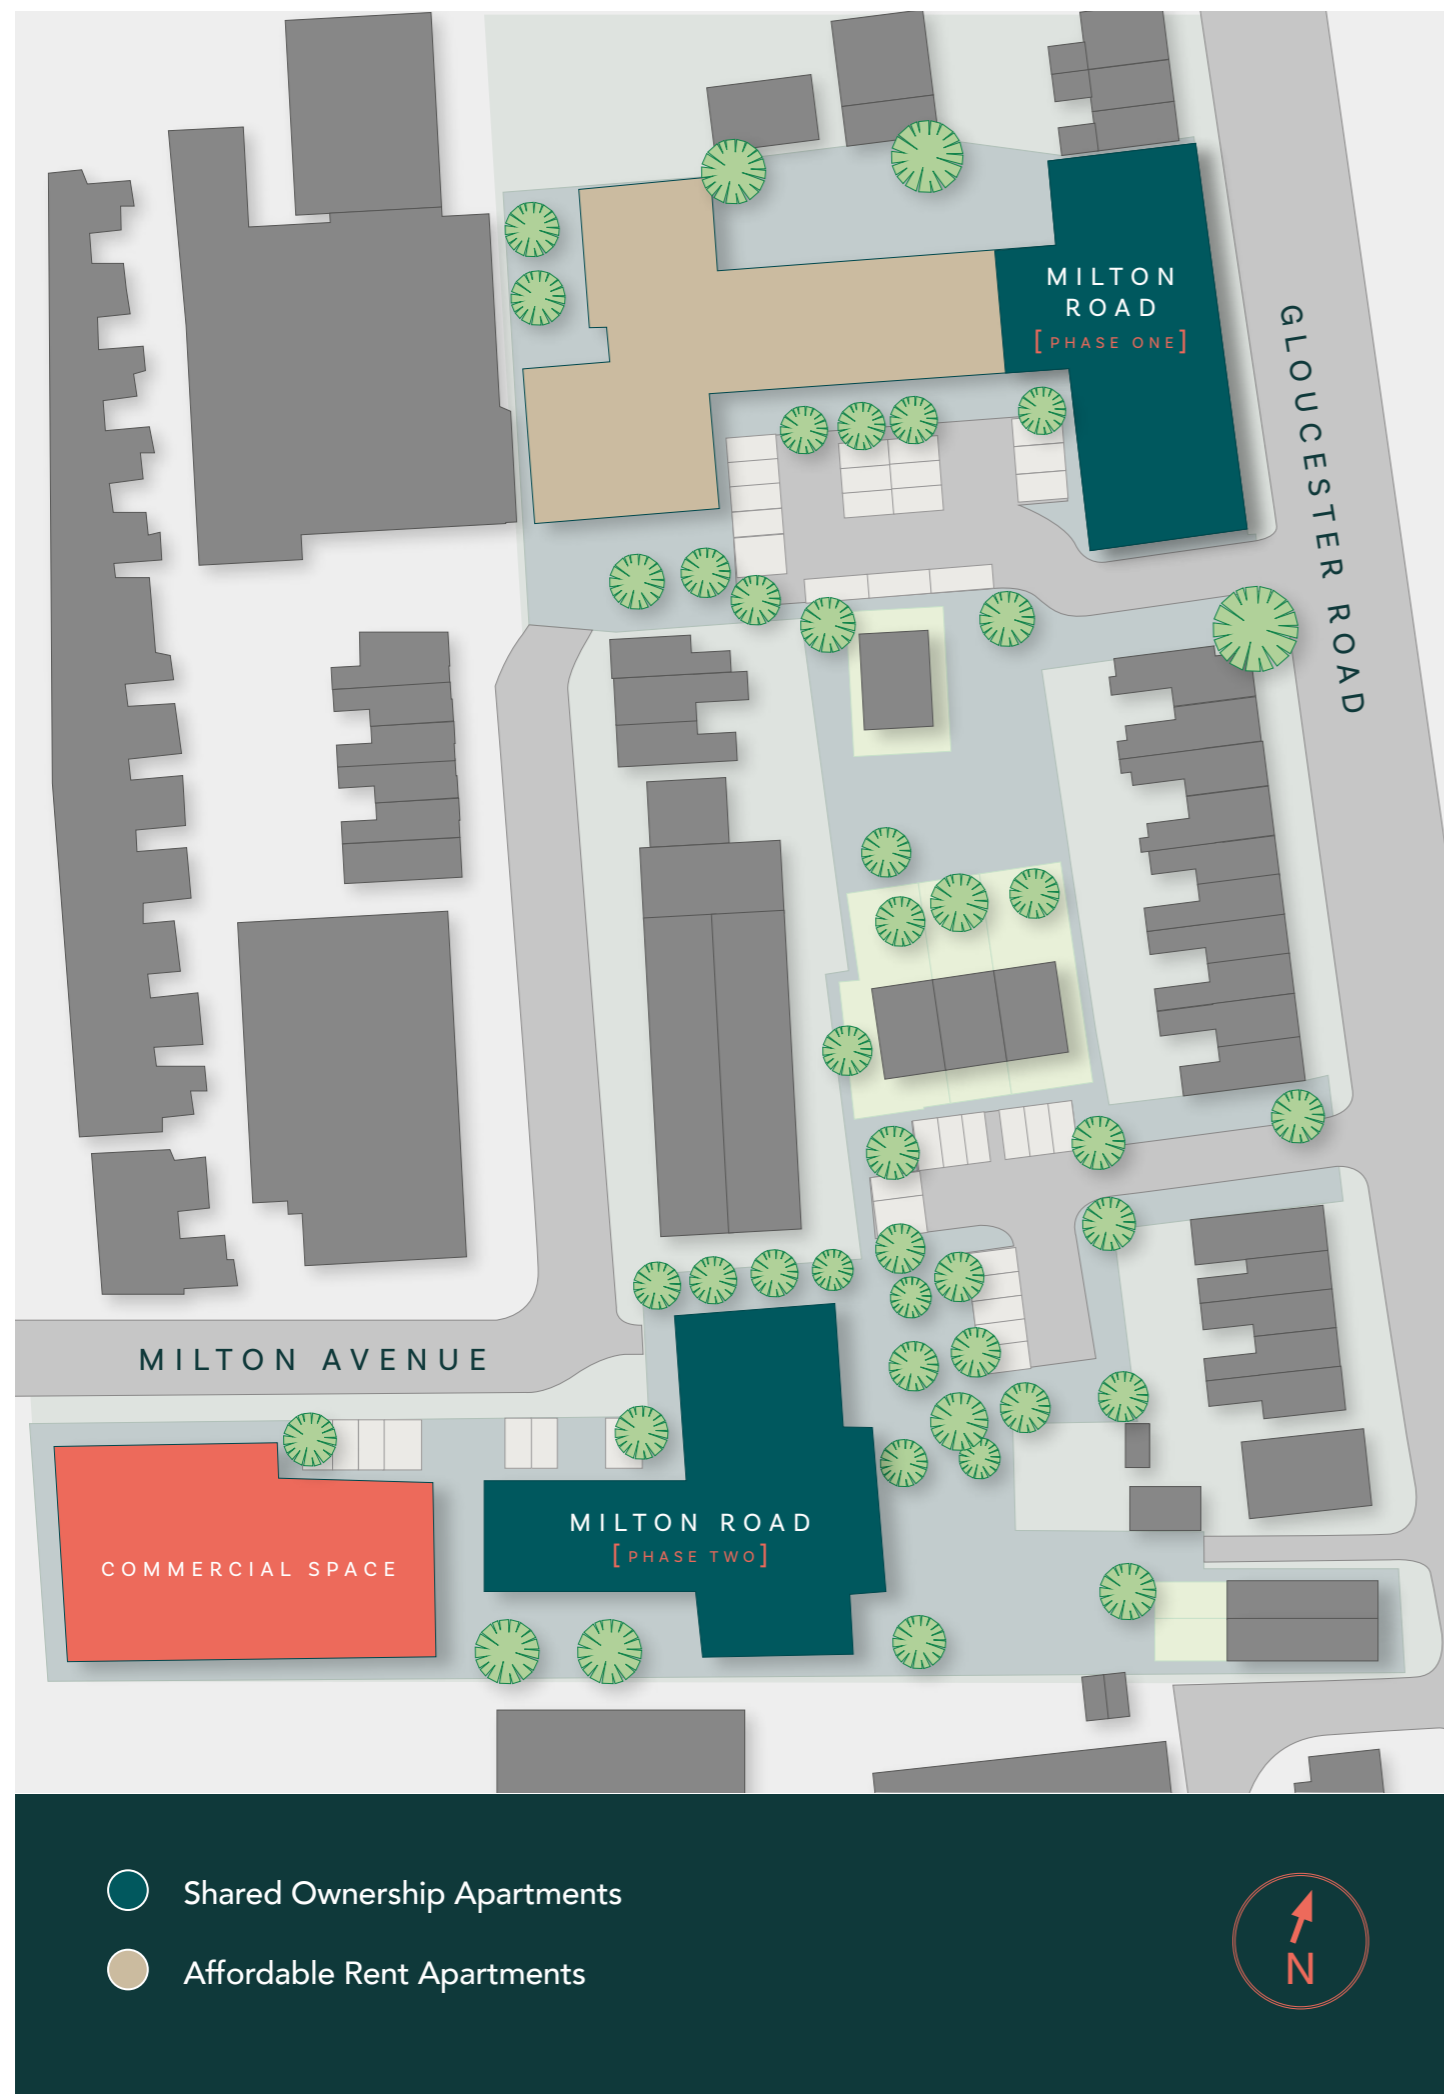 MILTON
ROAD
[PHASE ONE]
GLOUCESTER ROAD
MILTON AVENUE
MILTON ROAD
[PHASE TWO]
COMMERCIAL SPACE
Shared Ownership Apartments
Affordable Rent Apartments
N